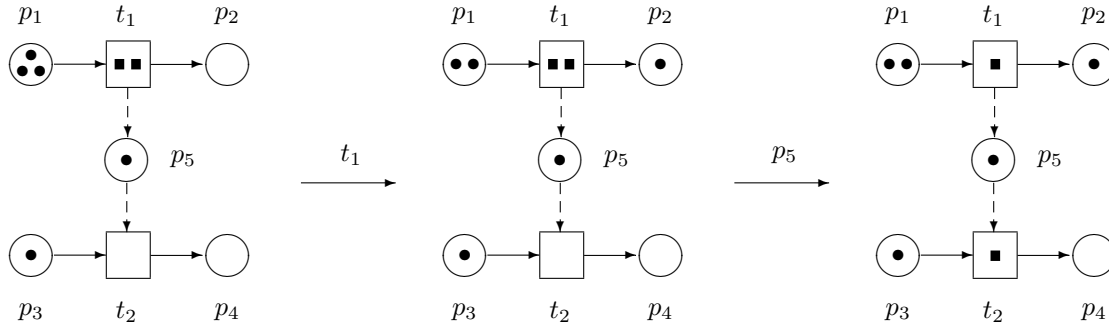 p1 t1 p2 p1 t1 p2 p1 t1 p2
p5 t1 p5 p5 p5
p3 t2 p4 p3 t2 p4 p3 t2 p4